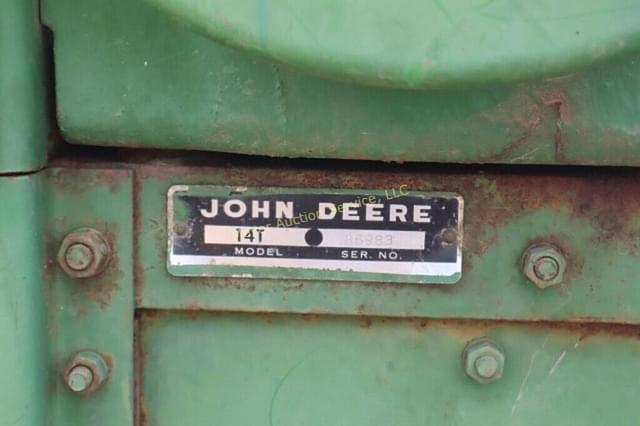 JOHN DEERE
Auction Service, LLC
14T
MODEL SER. NO.